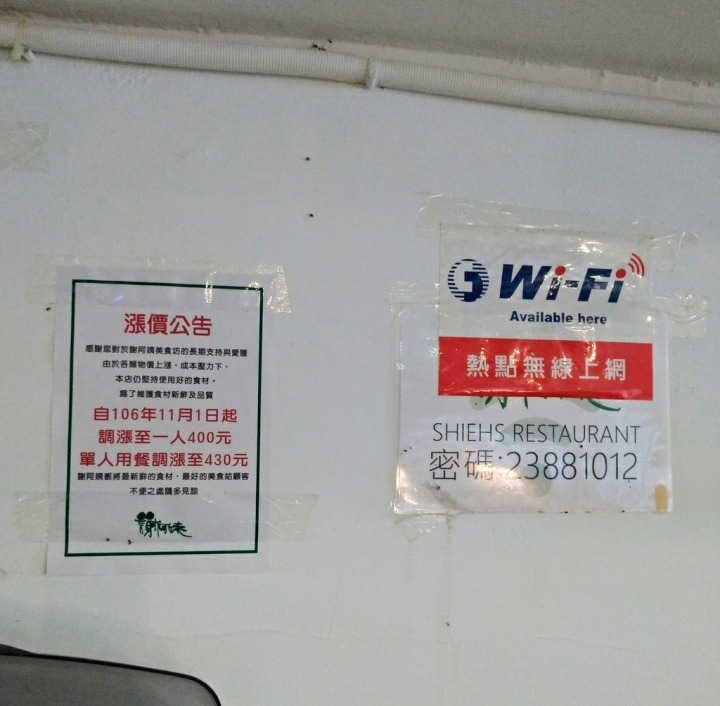 漲價公告
感謝您對於謝阿姨美食坊的長期支持與愛護
由於各類物價上漲，成本壓力下，
本店仍堅持使用好的食材，
為了維護食材新鮮及品質
自106年11月1日起
調漲至一人400元
單人用餐調漲至430元
謝阿姨都將最新鮮的食材，最好的美食給顧客
不便之處請多見諒
謝阿姨
Wi-Fi
Available here
熱點無線上網
SHIEHS RESTAURANT
密碼:23881012